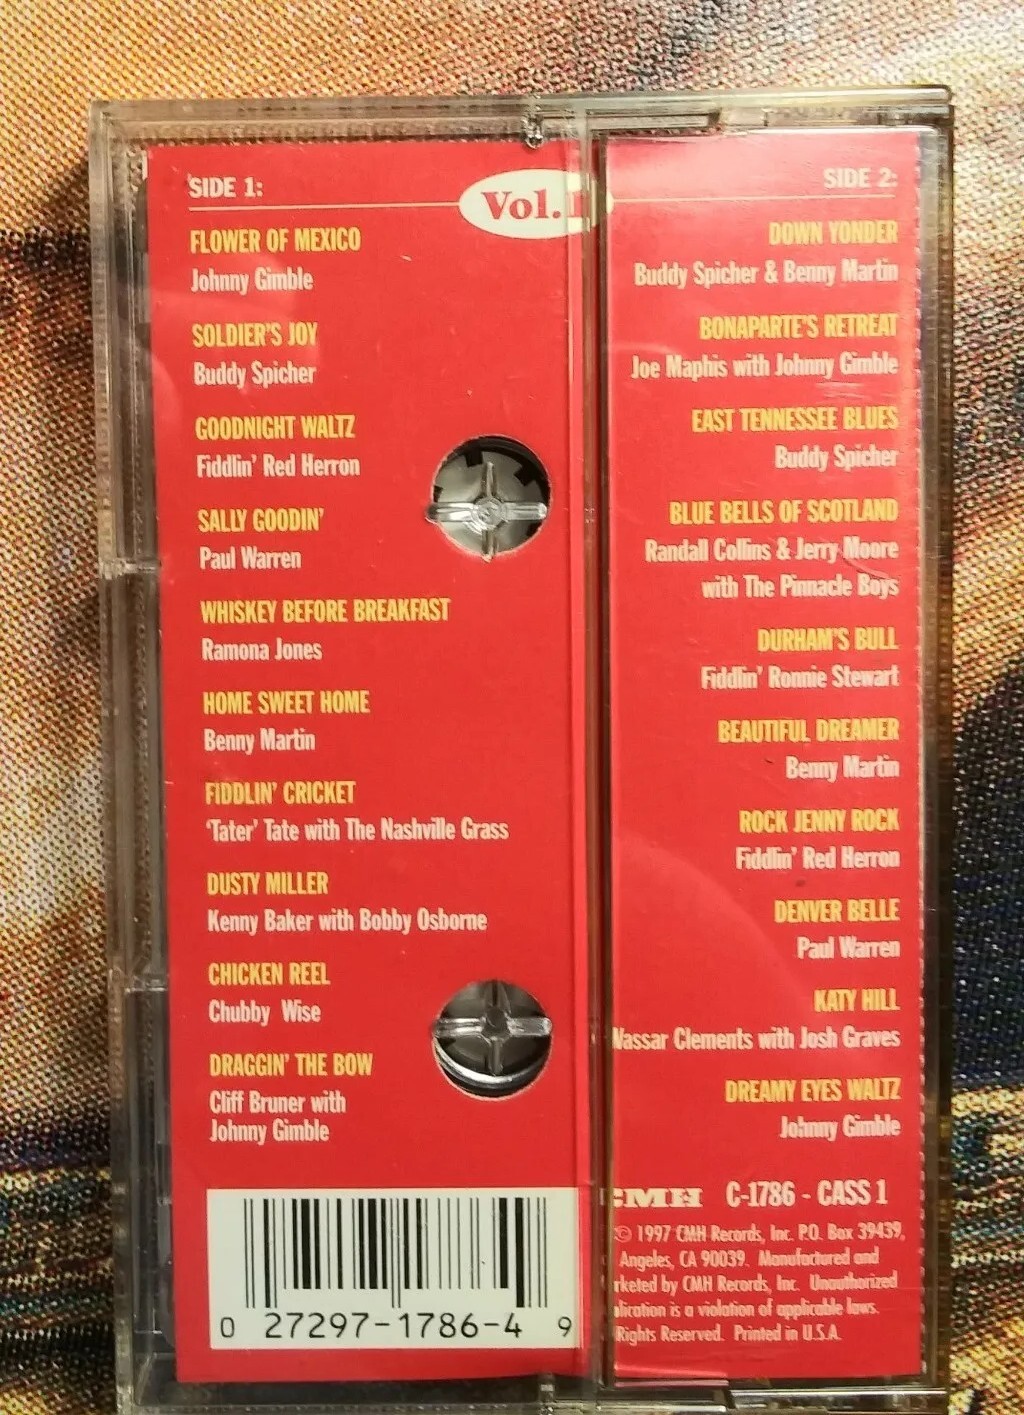 SIDE 1:
Vol. 1
FLOWER OF MEXICO
Johnny Gimble
SOLDIER'S JOY
Buddy Spicher
GOODNIGHT WALTZ
Fiddlin' Red Herron
SALLY GOODIN'
Paul Warren
WHISKEY BEFORE BREAKFAST
Ramona Jones
HOME SWEET HOME
Benny Martin
FIDDLIN' CRICKET
'Tater' Tate with The Nashville Grass
DUSTY MILLER
Kenny Baker with Bobby Osborne
CHICKEN REEL
Chubby Wise
DRAGGIN' THE BOW
Cliff Bruner with
Johnny Gimble
0 27297-1786-4 9
SIDE 2:
DOWN YONDER
Buddy Spicher & Benny Martin
BONAPARTE'S RETREAT
Joe Maphis with Johnny Gimble
EAST TENNESSEE BLUES
Buddy Spicher
BLUE BELLS OF SCOTLAND
Randall Collins & Jerry Moore
with The Pinnacle Boys
DURHAM'S BULL
Fiddlin' Ronnie Stewart
BEAUTIFUL DREAMER
Benny Martin
ROCK JENNY ROCK
Fiddlin' Red Herron
DENVER BELLE
Paul Warren
KATY HILL
Vassar Clements with Josh Graves
DREAMY EYES WALTZ
Johnny Gimble
CMH C-1786 - CASS 1
© 1997 CMH Records, Inc. P.O. Box 39439,
Angeles, CA 90039. Manufactured and
rketed by CMH Records, Inc. Unauthorized
plication is a violation of applicable laws.
Rights Reserved. Printed in U.S.A.